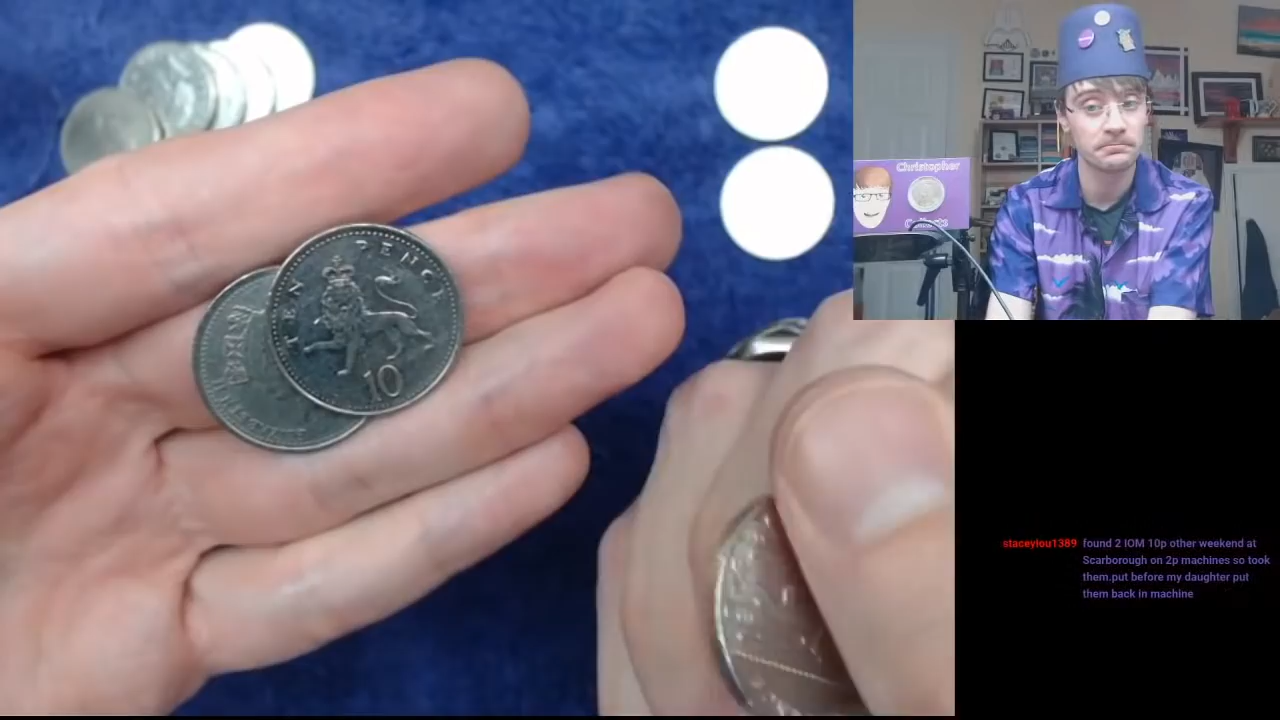 Christopher
Collects
TEN PENCE
10
staceylou1389 found 2 IOM 10p other weekend at
Scarborough on 2p machines so took
them.put before my daughter put
them back in machine